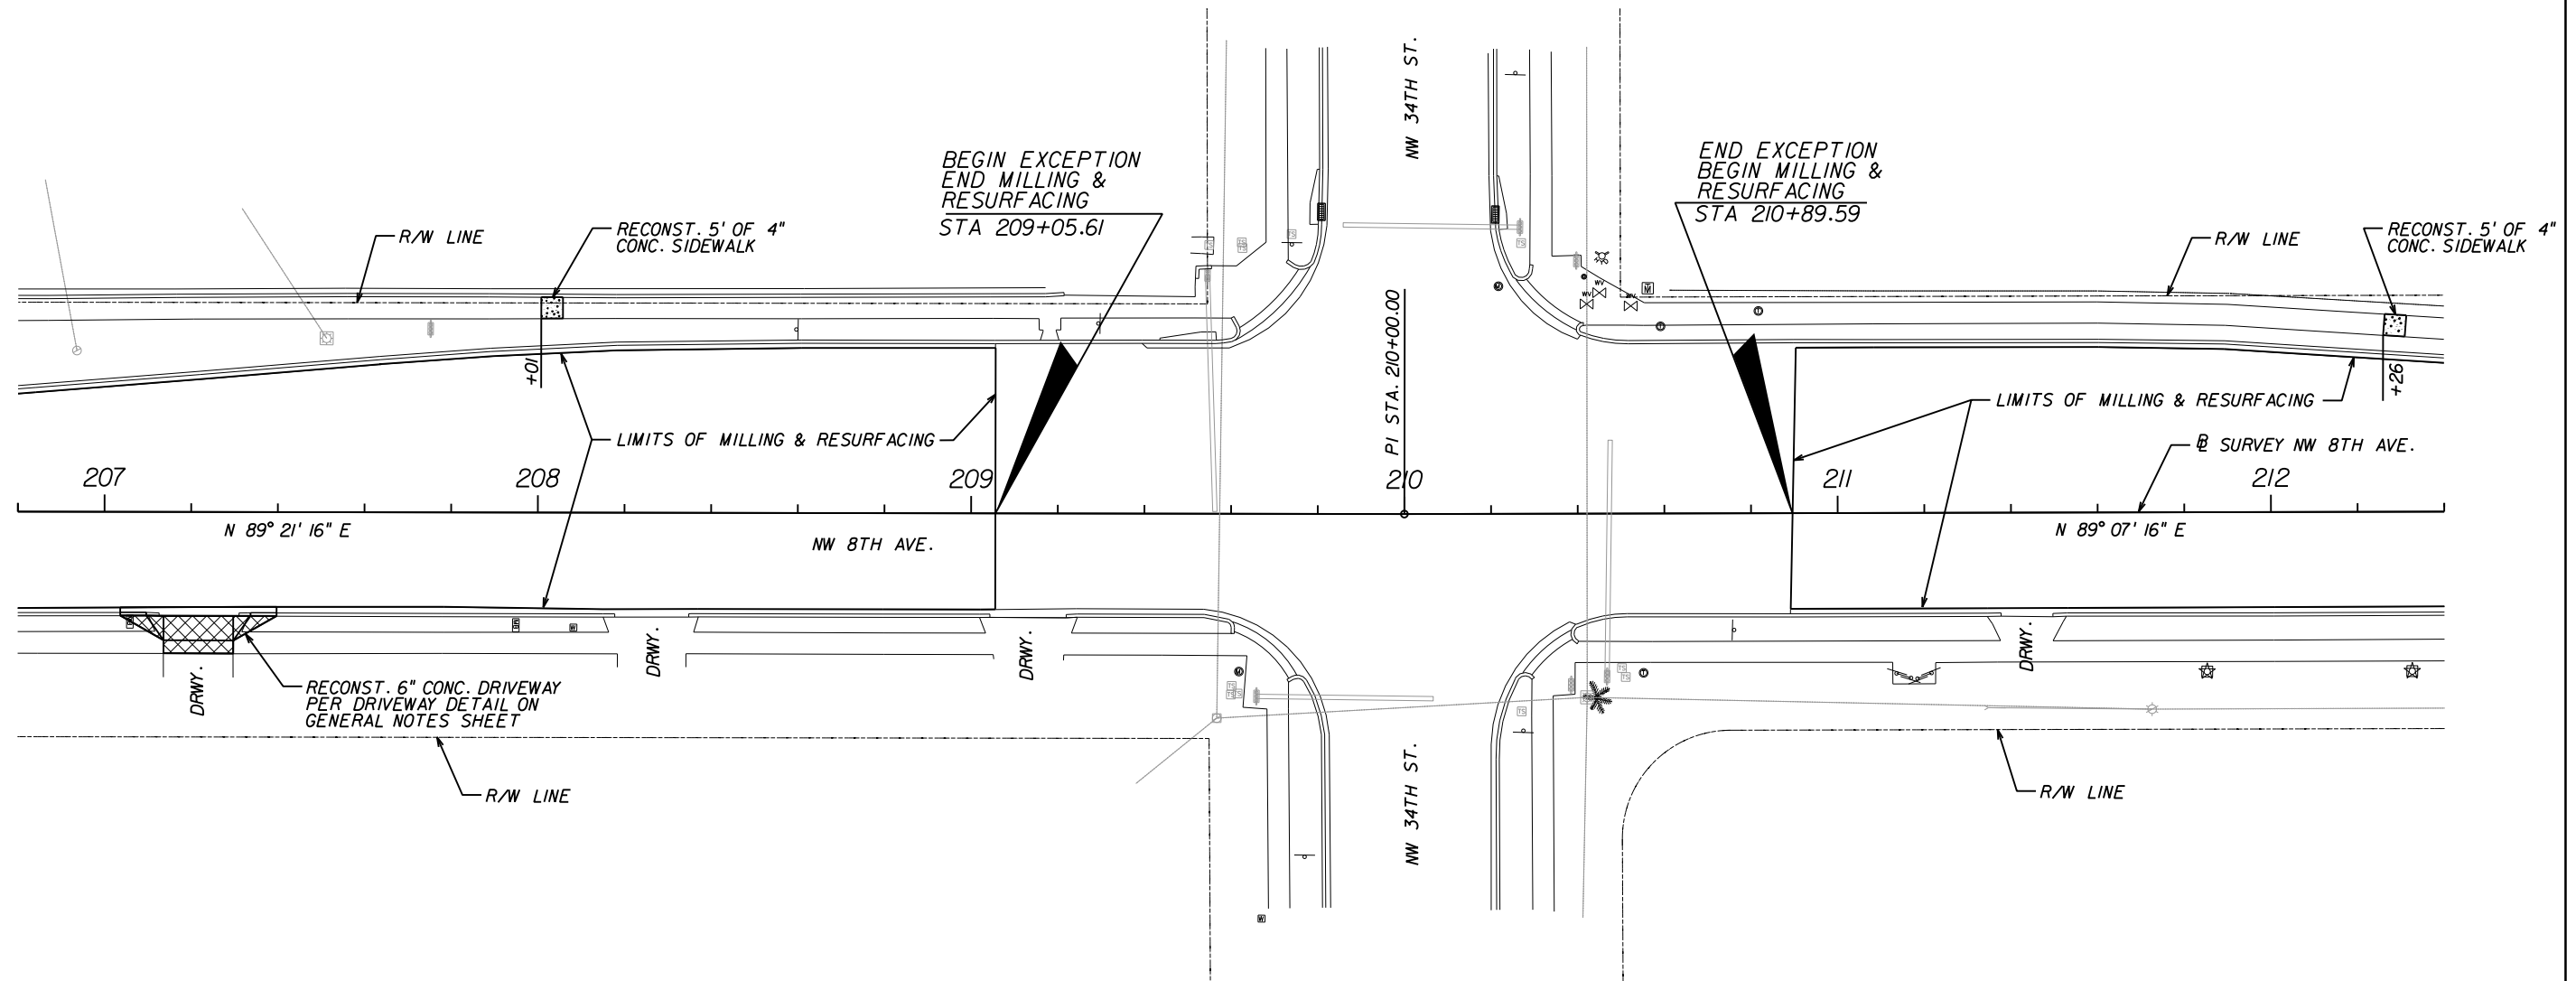 NW 34TH ST.
BEGIN EXCEPTION
END MILLING &
RESURFACING
STA 209+05.61
END EXCEPTION
BEGIN MILLING &
RESURFACING
STA 210+89.59
R/W LINE
RECONST. 5' OF 4"
CONC. SIDEWALK
R/W LINE
RECONST. 5' OF 4"
CONC. SIDEWALK
WV
WV
WV
+01
PI STA. 210+00.00
+26
LIMITS OF MILLING & RESURFACING
LIMITS OF MILLING & RESURFACING
SURVEY NW 8TH AVE.
207
208
209
210
211
212
N 89° 21' 16" E
NW 8TH AVE.
N 89° 07' 16" E
DRWY.
DRWY.
DRWY.
DRWY.
RECONST. 6" CONC. DRIVEWAY
PER DRIVEWAY DETAIL ON
GENERAL NOTES SHEET
R/W LINE
NW 34TH ST.
R/W LINE